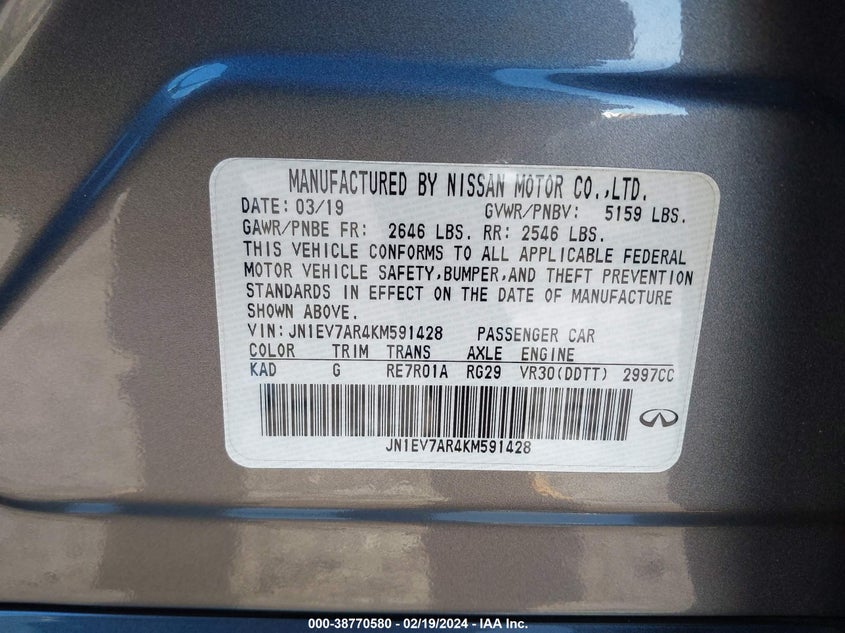 MANUFACTURED BY NISSAN MOTOR CO.,LTD.
DATE: 03/19 GVWR/PNBV: 5159 LBS.
GAWR/PNBE FR: 2646 LBS. RR: 2546 LBS.
THIS VEHICLE CONFORMS TO ALL APPLICABLE FEDERAL
MOTOR VEHICLE SAFETY,BUMPER,AND THEFT PREVENTION
STANDARDS IN EFFECT ON THE DATE OF MANUFACTURE
SHOWN ABOVE.
VIN:JN1EV7AR4KM591428 PASSENGER CAR
COLOR TRIM TRANS AXLE ENGINE
KAD G RE7R01A RG29 VR30(DDTT) 2997CC
JN1EV7AR4KM591428
000-38770580 - 02/19/2024 - IAA Inc.